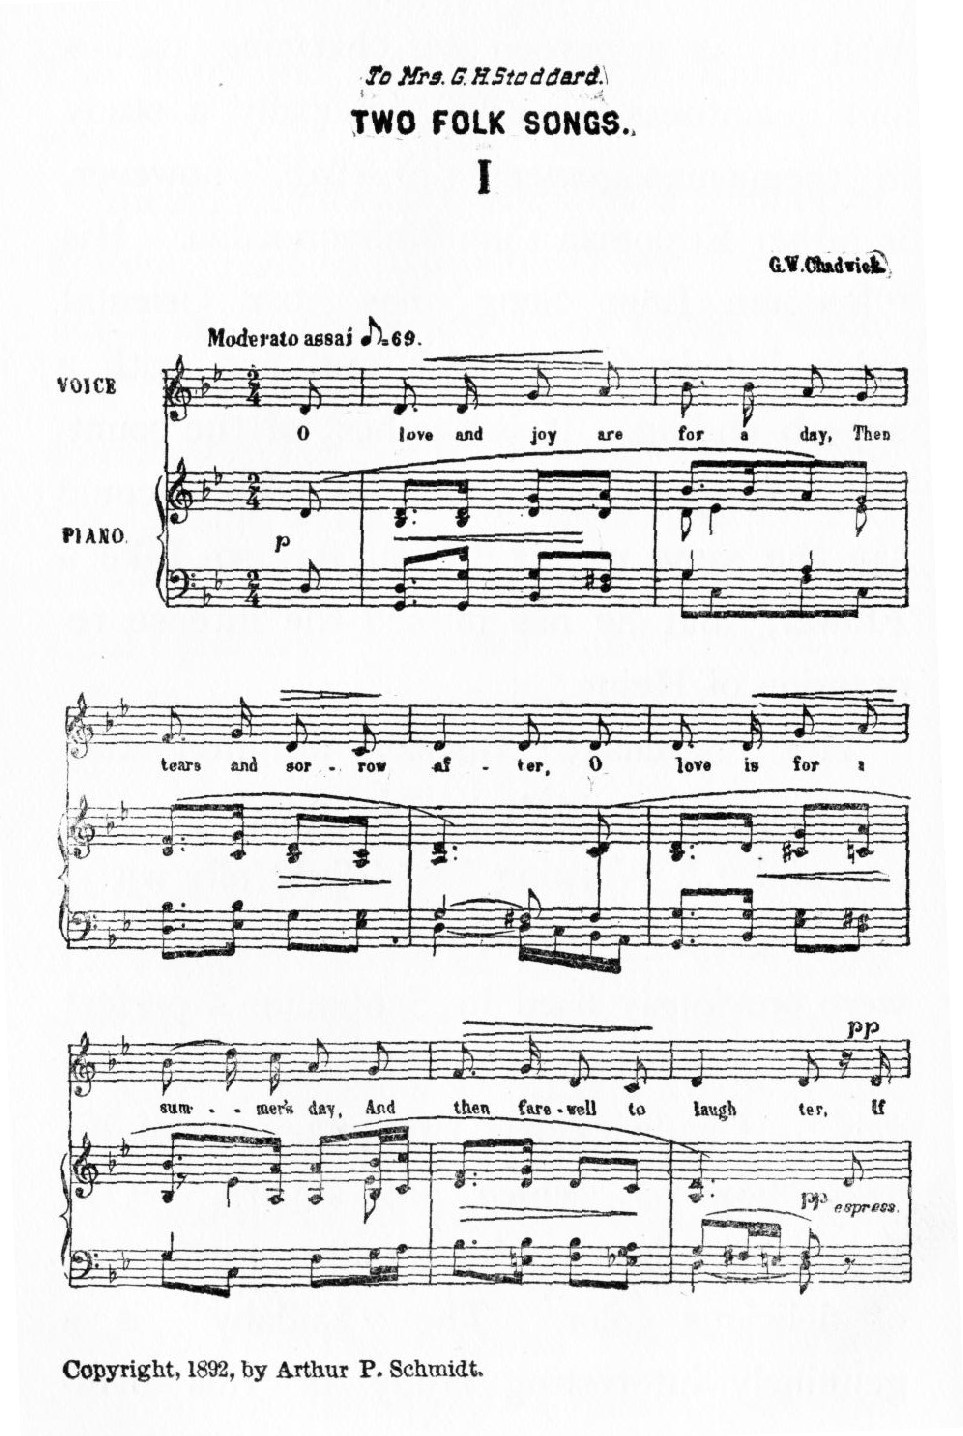 To Mrs. G. H. Stoddard.
TWO FOLK SONGS.
I
G. W. Chadwick
Moderato assai ♪=69.
VOICE
O love and joy are for a day, Then
PIANO.
p
tears and sor - row af - ter, O love is for a
pp
sum - - mer's day, And then fare - well to laugh ter, If
pp espress.
Copyright, 1892, by Arthur P. Schmidt.